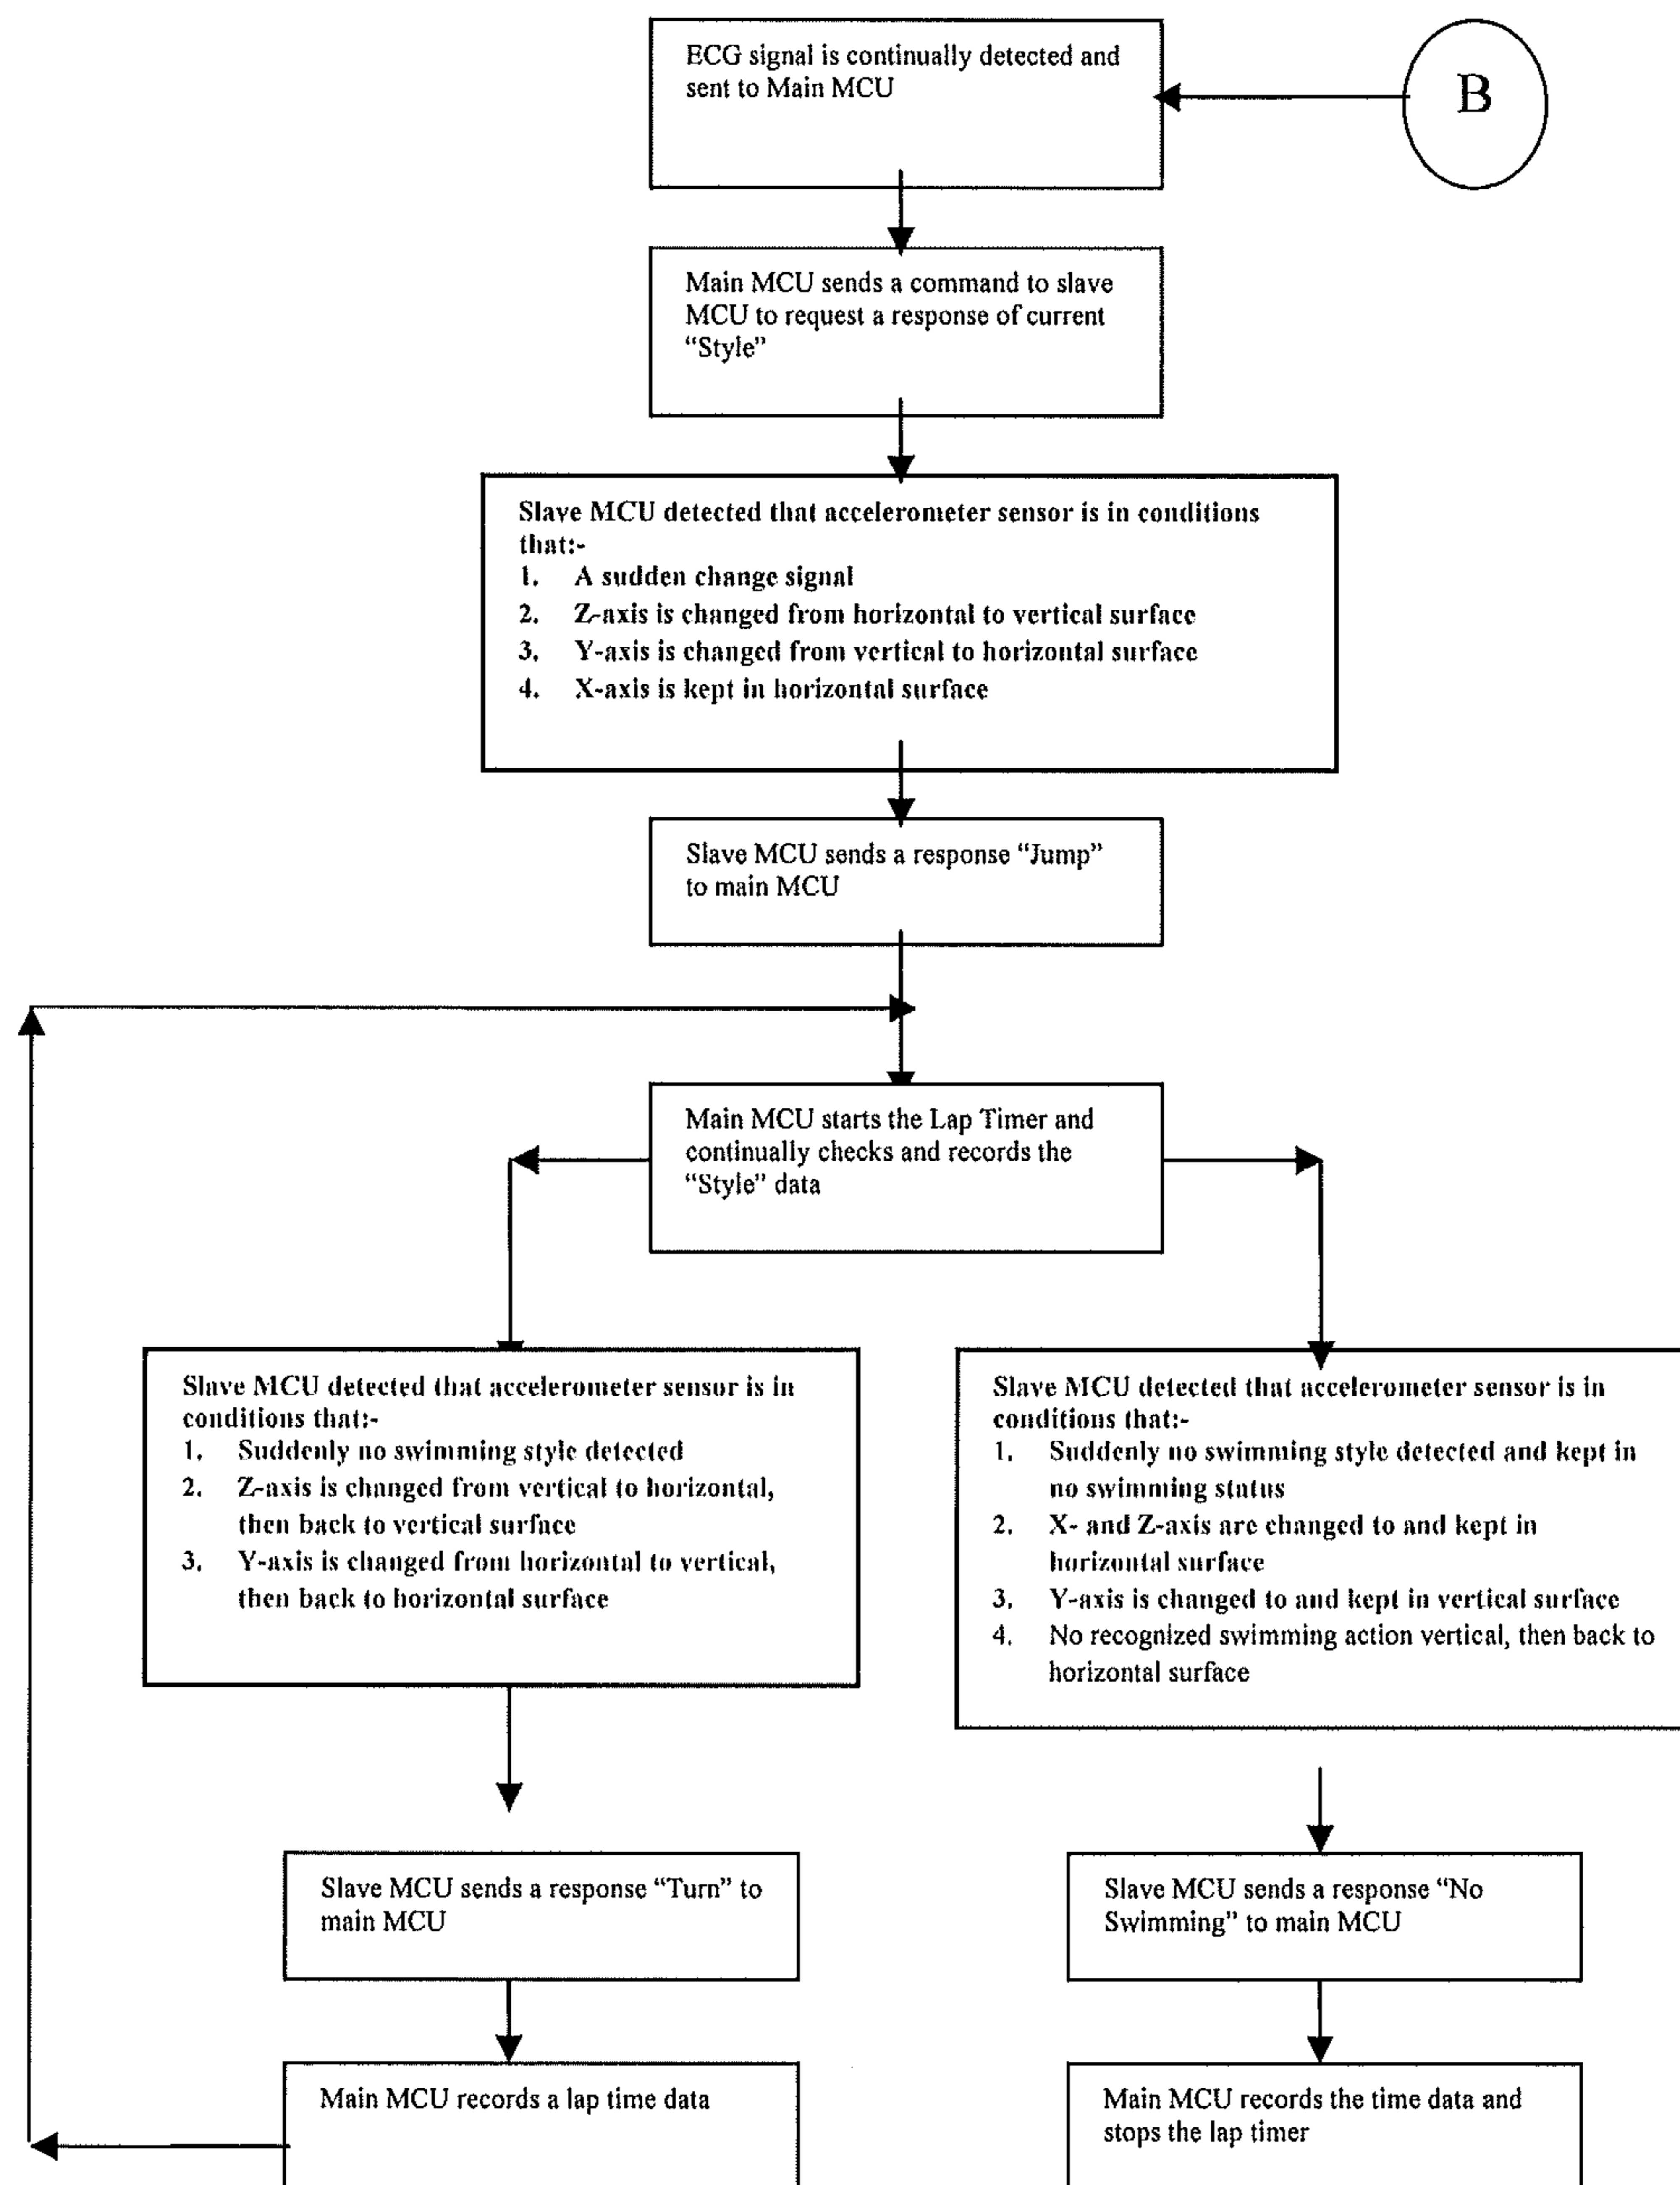 ECG signal is continually detected and
sent to Main MCU
B
Main MCU sends a command to slave
MCU to request a response of current
“Style”
Slave MCU detected that accelerometer sensor is in conditions
that:-
1. A sudden change signal
2. Z-axis is changed from horizontal to vertical surface
3. Y-axis is changed from vertical to horizontal surface
4. X-axis is kept in horizontal surface
Slave MCU sends a response “Jump”
to main MCU
Main MCU starts the Lap Timer and
continually checks and records the
“Style” data
Slave MCU detected that accelerometer sensor is in
conditions that:-
1. Suddenly no swimming style detected
2. Z-axis is changed from vertical to horizontal,
then back to vertical surface
3. Y-axis is changed from horizontal to vertical,
then back to horizontal surface
Slave MCU detected that accelerometer sensor is in
conditions that:-
1. Suddenly no swimming style detected and kept in
no swimming status
2. X- and Z-axis are changed to and kept in
horizontal surface
3. Y-axis is changed to and kept in vertical surface
4. No recognized swimming action vertical, then back to
horizontal surface
Slave MCU sends a response “Turn” to
main MCU
Slave MCU sends a response “No
Swimming” to main MCU
Main MCU records a lap time data
Main MCU records the time data and
stops the lap timer